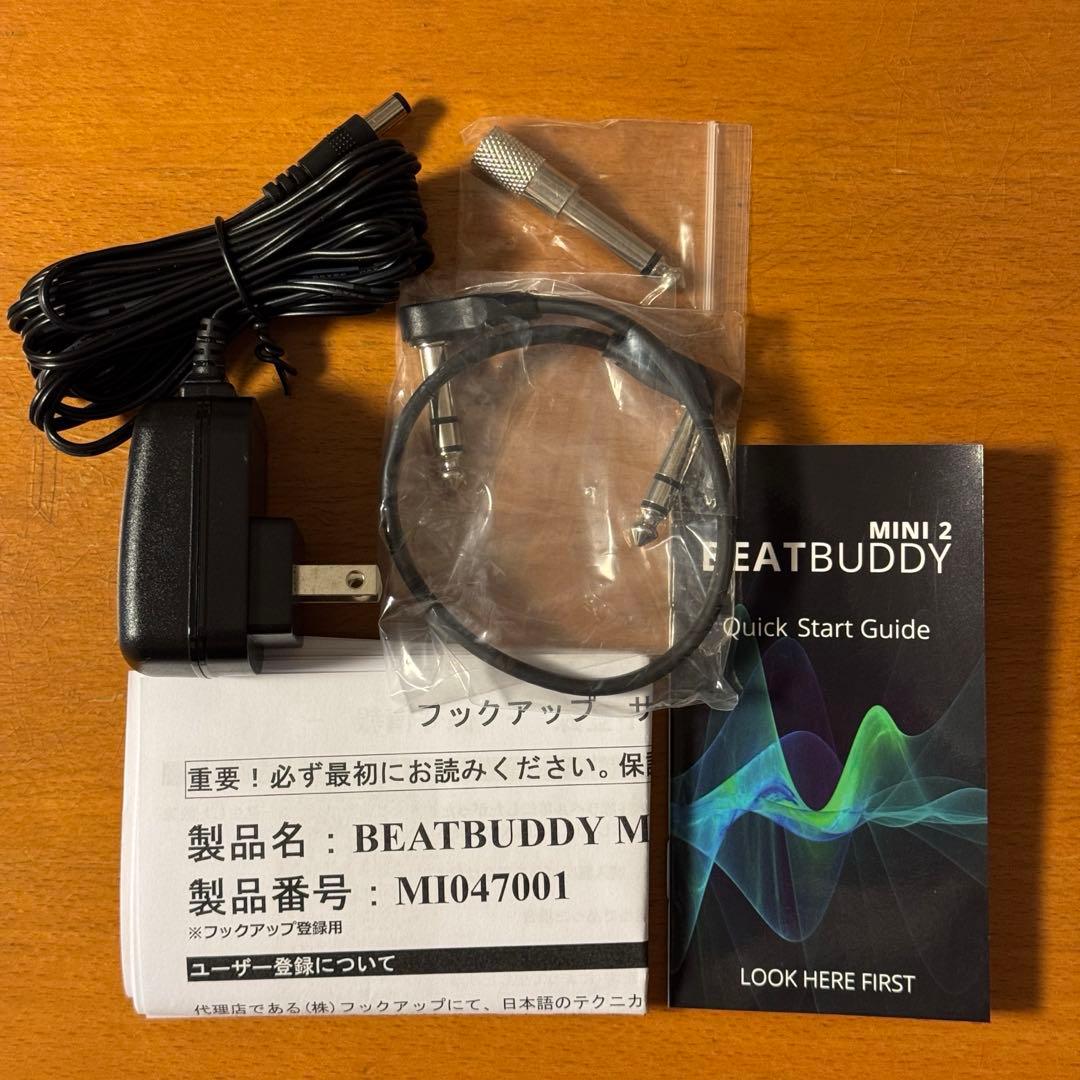 MINI 2
BEATBUDDY
Quick Start Guide
LOOK HERE FIRST
フックアップ サ
重要！必ず最初にお読みください。保
製品名：BEATBUDDY M
製品番号：MI047001
※フックアップ登録用
ユーザー登録について
代理店である(株)フックアップにて、日本語のテクニカ